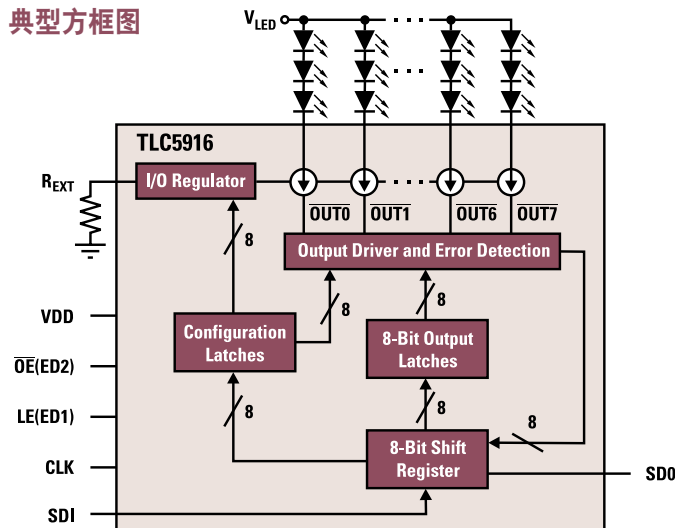 典型方框图
VLED
TLC5916
REXT
I/O Regulator
OUT0 OUT1 OUT6 OUT7
8
Output Driver and Error Detection
8
8
VDD
Configuration
Latches
8-Bit Output
Latches
OE(ED2)
LE(ED1)
8
8
8
8-Bit Shift
Register
CLK
SDO
SDI